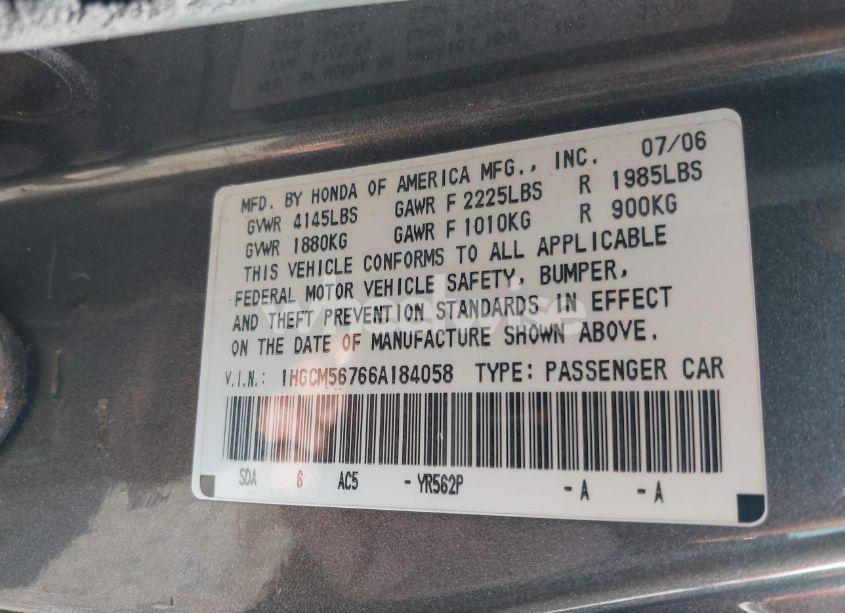 MFD. BY HONDA OF AMERICA MFG., INC. 07/06
GVWR 4145LBS GAWR F 2225LBS R 1985LBS
GVWR 1880KG GAWR F 1010KG R 900KG
THIS VEHICLE CONFORMS TO ALL APPLICABLE
FEDERAL MOTOR VEHICLE SAFETY, BUMPER,
AND THEFT PREVENTION STANDARDS IN EFFECT
ON THE DATE OF MANUFACTURE SHOWN ABOVE.
V.I.N.: 1HGCM56766A184058 TYPE: PASSENGER CAR
SDA 6 AC5 - YR562P - A - A